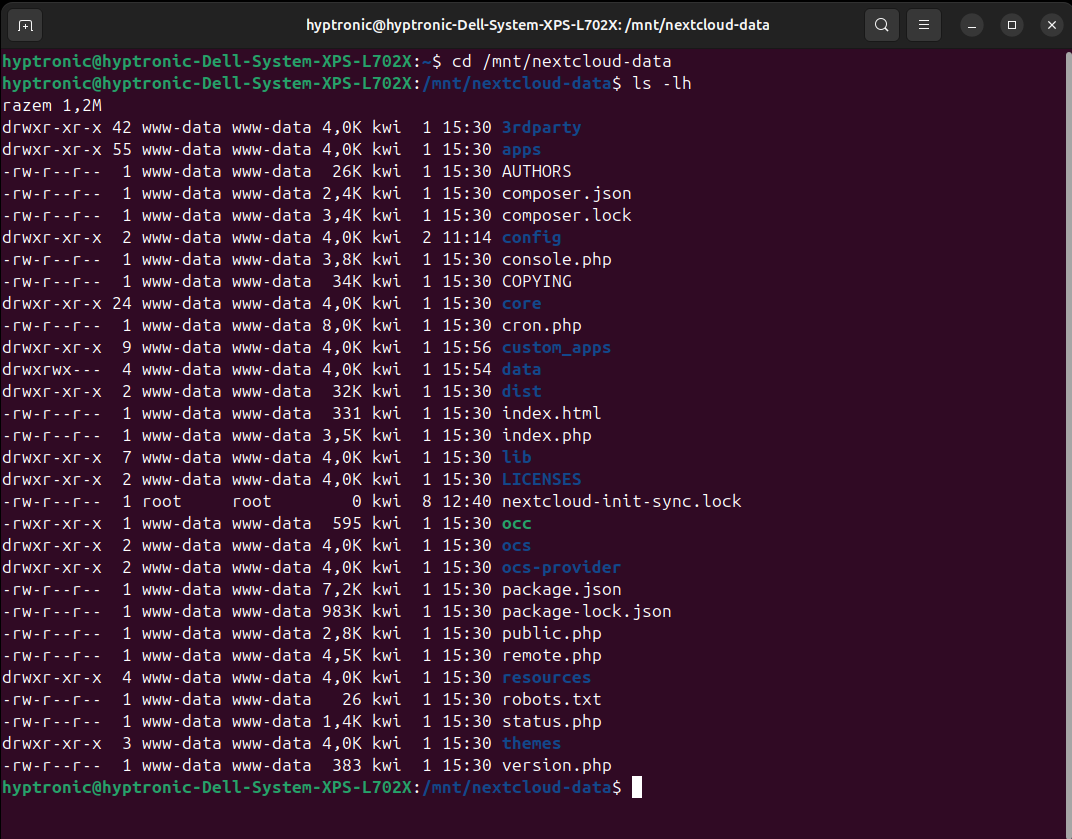 hyptronic@hyptronic-Dell-System-XPS-L702X: /mnt/nextcloud-data
hyptronic@hyptronic-Dell-System-XPS-L702X:~$ cd /mnt/nextcloud-data
hyptronic@hyptronic-Dell-System-XPS-L702X:/mnt/nextcloud-data$ ls -lh
razem 1,2M
drwxr-xr-x 42 www-data www-data 4,0K kwi  1 15:30 3rdparty
drwxr-xr-x 55 www-data www-data 4,0K kwi  1 15:30 apps
-rw-r--r--  1 www-data www-data  26K kwi  1 15:30 AUTHORS
-rw-r--r--  1 www-data www-data 2,4K kwi  1 15:30 composer.json
-rw-r--r--  1 www-data www-data 3,4K kwi  1 15:30 composer.lock
drwxr-xr-x  2 www-data www-data 4,0K kwi  2 11:14 config
-rw-r--r--  1 www-data www-data 3,8K kwi  1 15:30 console.php
-rw-r--r--  1 www-data www-data  34K kwi  1 15:30 COPYING
drwxr-xr-x 24 www-data www-data 4,0K kwi  1 15:30 core
-rw-r--r--  1 www-data www-data 8,0K kwi  1 15:30 cron.php
drwxr-xr-x  9 www-data www-data 4,0K kwi  1 15:56 custom_apps
drwxrwx---  4 www-data www-data 4,0K kwi  1 15:54 data
drwxr-xr-x  2 www-data www-data  32K kwi  1 15:30 dist
-rw-r--r--  1 www-data www-data  331 kwi  1 15:30 index.html
-rw-r--r--  1 www-data www-data 3,5K kwi  1 15:30 index.php
drwxr-xr-x  7 www-data www-data 4,0K kwi  1 15:30 lib
drwxr-xr-x  2 www-data www-data 4,0K kwi  1 15:30 LICENSES
-rw-r--r--  1 root     root        0 kwi  8 12:40 nextcloud-init-sync.lock
-rwxr-xr-x  1 www-data www-data  595 kwi  1 15:30 occ
drwxr-xr-x  2 www-data www-data 4,0K kwi  1 15:30 ocs
drwxr-xr-x  2 www-data www-data 4,0K kwi  1 15:30 ocs-provider
-rw-r--r--  1 www-data www-data 7,2K kwi  1 15:30 package.json
-rw-r--r--  1 www-data www-data 983K kwi  1 15:30 package-lock.json
-rw-r--r--  1 www-data www-data 2,8K kwi  1 15:30 public.php
-rw-r--r--  1 www-data www-data 4,5K kwi  1 15:30 remote.php
drwxr-xr-x  4 www-data www-data 4,0K kwi  1 15:30 resources
-rw-r--r--  1 www-data www-data   26 kwi  1 15:30 robots.txt
-rw-r--r--  1 www-data www-data 1,4K kwi  1 15:30 status.php
drwxr-xr-x  3 www-data www-data 4,0K kwi  1 15:30 themes
-rw-r--r--  1 www-data www-data  383 kwi  1 15:30 version.php
hyptronic@hyptronic-Dell-System-XPS-L702X:/mnt/nextcloud-data$